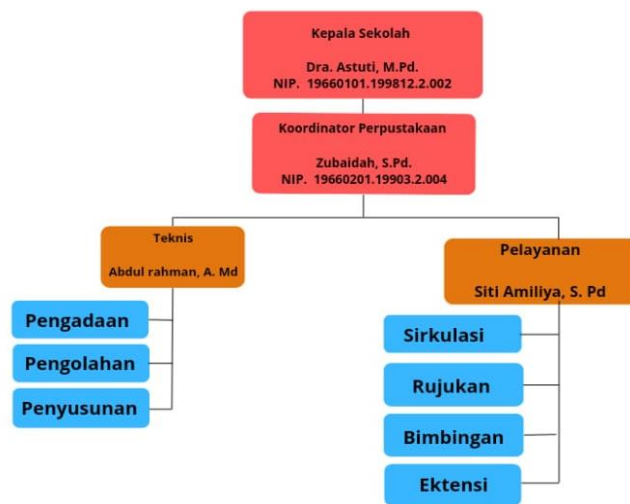 Kepala Sekolah
Dra. Astuti, M.Pd.
NIP. 19660101.199812.2.002
Koordinator Perpustakaan
Zubaidah, S.Pd.
NIP. 19660201.19903.2.004
Teknis
Abdul rahman, A. Md
Pengadaan
Pengolahan
Penyusunan
Pelayanan
Siti Amiliya, S. Pd
Sirkulasi
Rujukan
Bimbingan
Ektensi